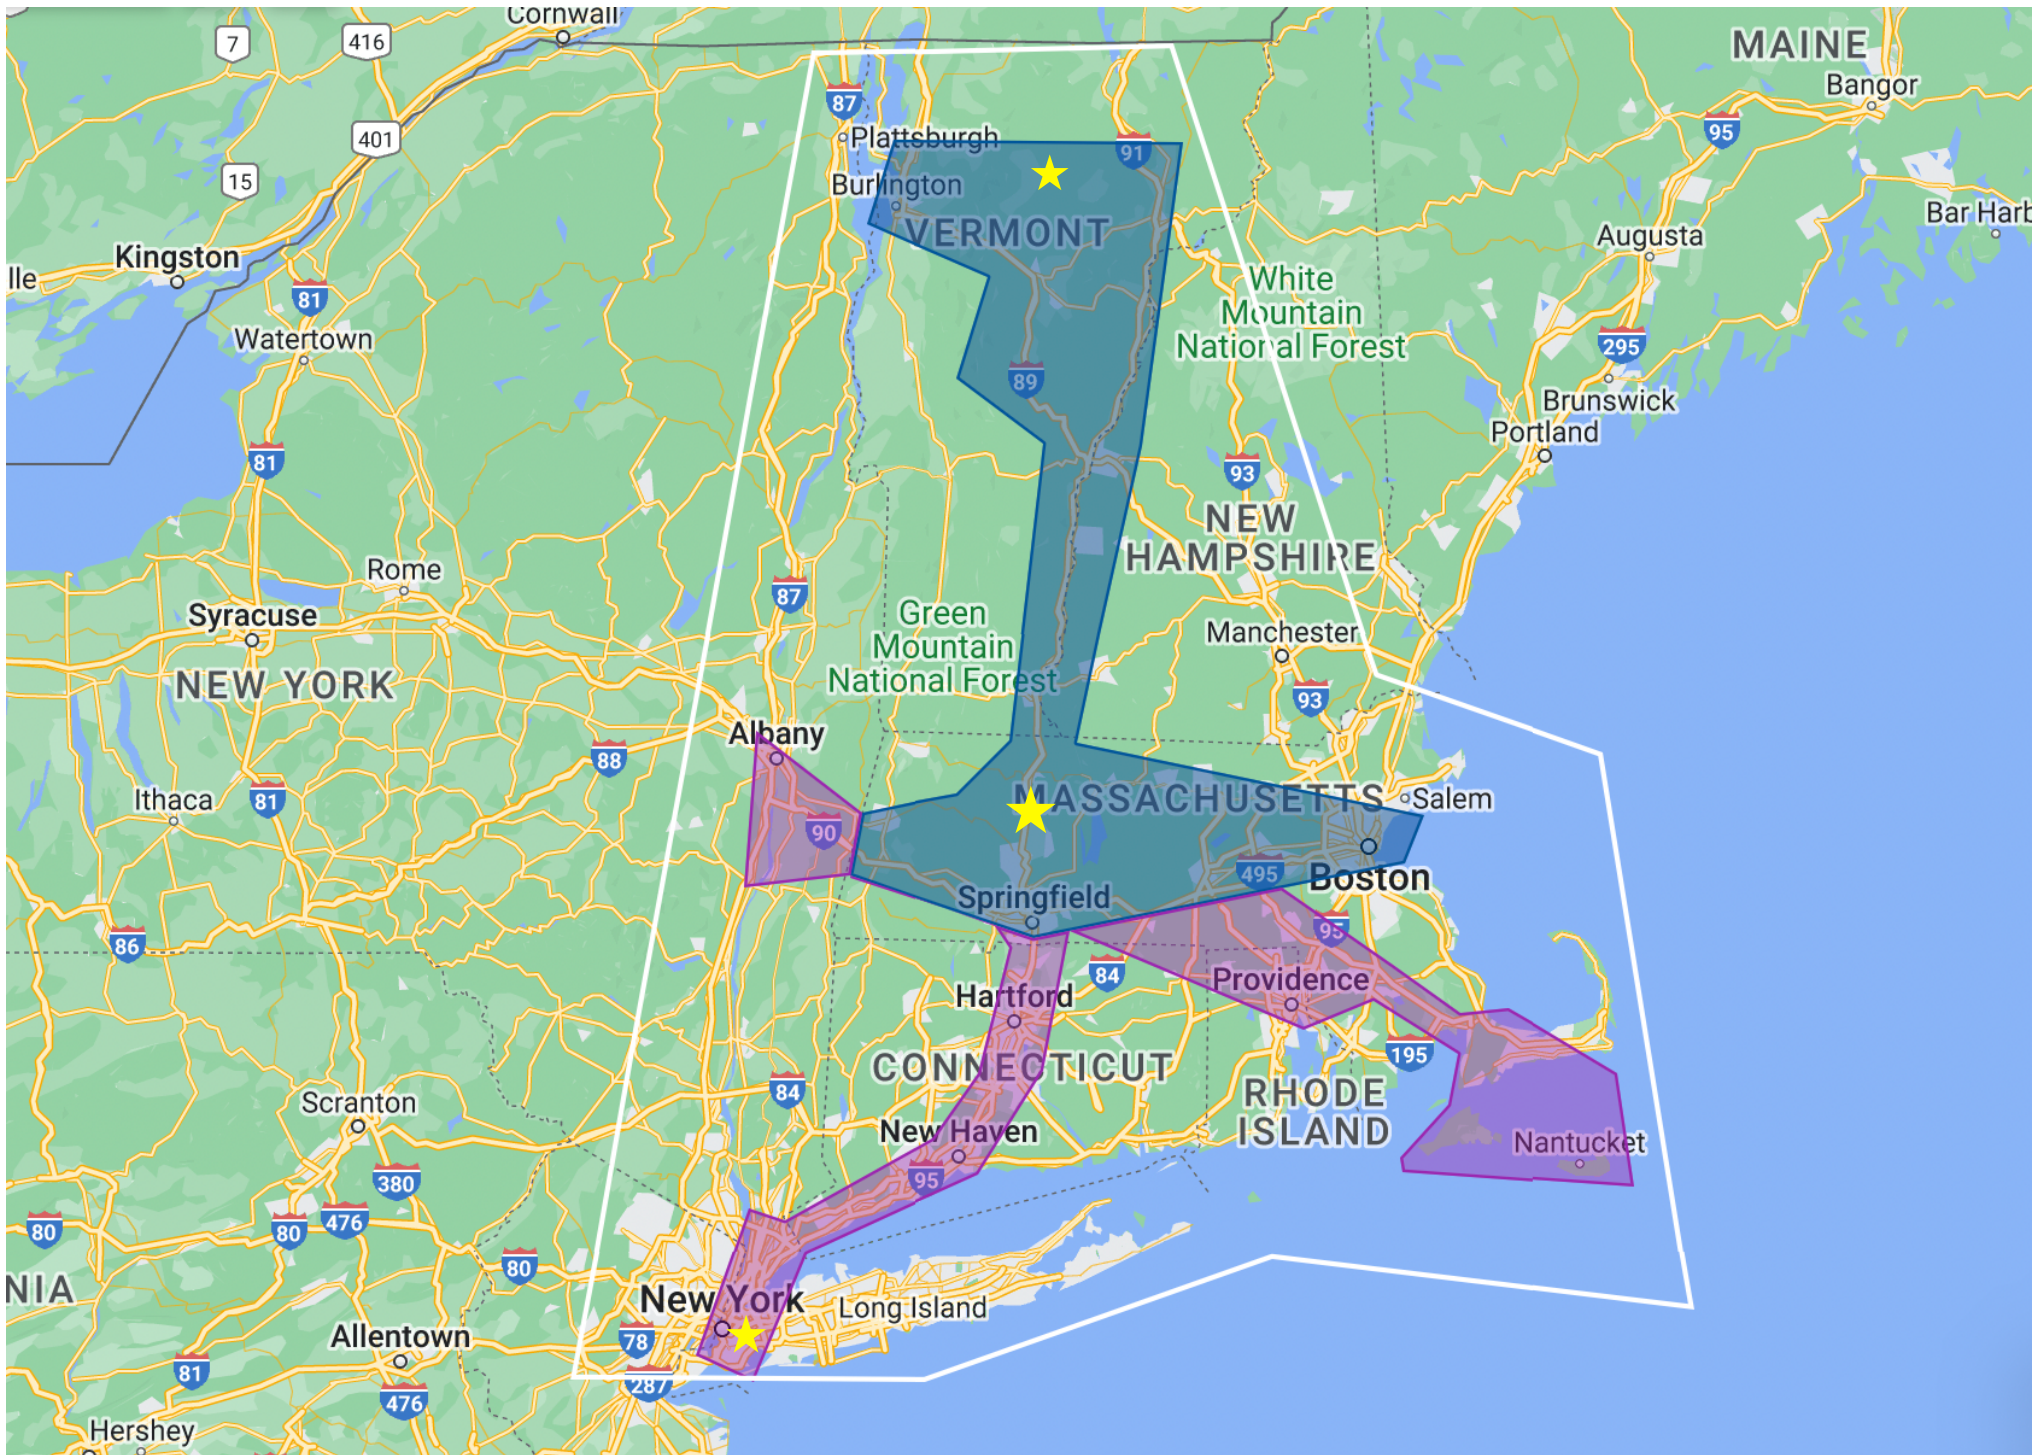 Cornwall
7
416
MAINE
Bangor
87
95
401
Plattsburgh
91
15
Burlington
Bar Harb
VERMONT
Augusta
Kingston
lle
White
Mountain
National Forest
81
Watertown
295
89
Brunswick
Portland
81
93
NEW
HAMPSHIRE
Rome
87
Syracuse
Green
Mountain
National Forest
Manchester
NEW YORK
93
Albany
88
Ithaca
81
MASSACHUSETTS
Salem
90
495
Boston
Springfield
86
95
84
Providence
Hartford
195
CONNECTICUT
84
RHODE
ISLAND
Scranton
New Haven
Nantucket
95
380
476
80
80
80
NIA
New York
Long Island
Allentown
78
81
287
476
Hershey